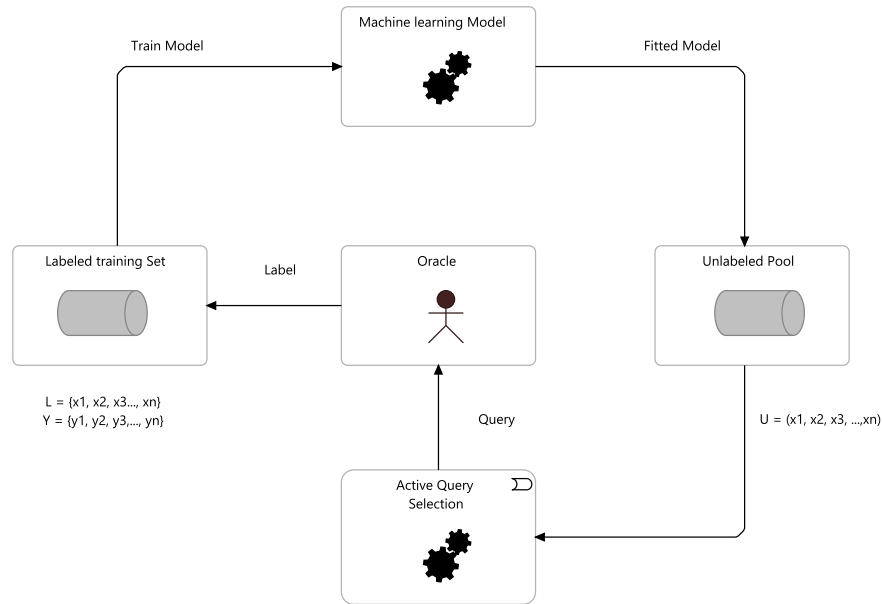 Machine learning Model
Train Model
Fitted Model
Labeled training Set
Label
Oracle
Unlabeled Pool
L = {x1, x2, x3..., xn}
Y = {y1, y2, y3,..., yn}
Query
U = (x1, x2, x3, ...,xn)
Active Query
Selection